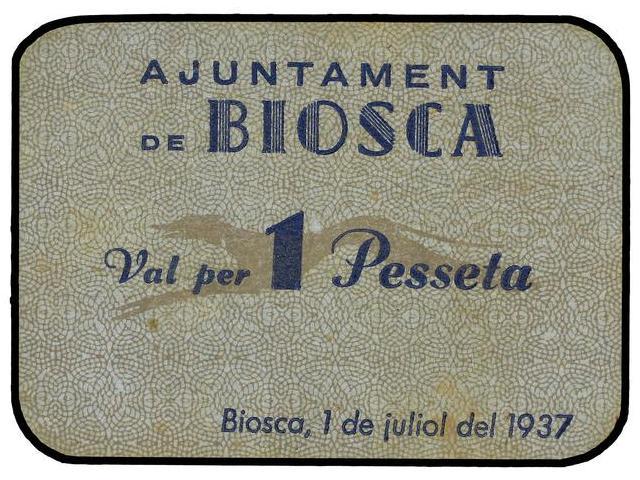 AJUNTAMENT
DE BIOSCA
Val per 1 Pesseta
Biosca, 1 de juliol del 1937